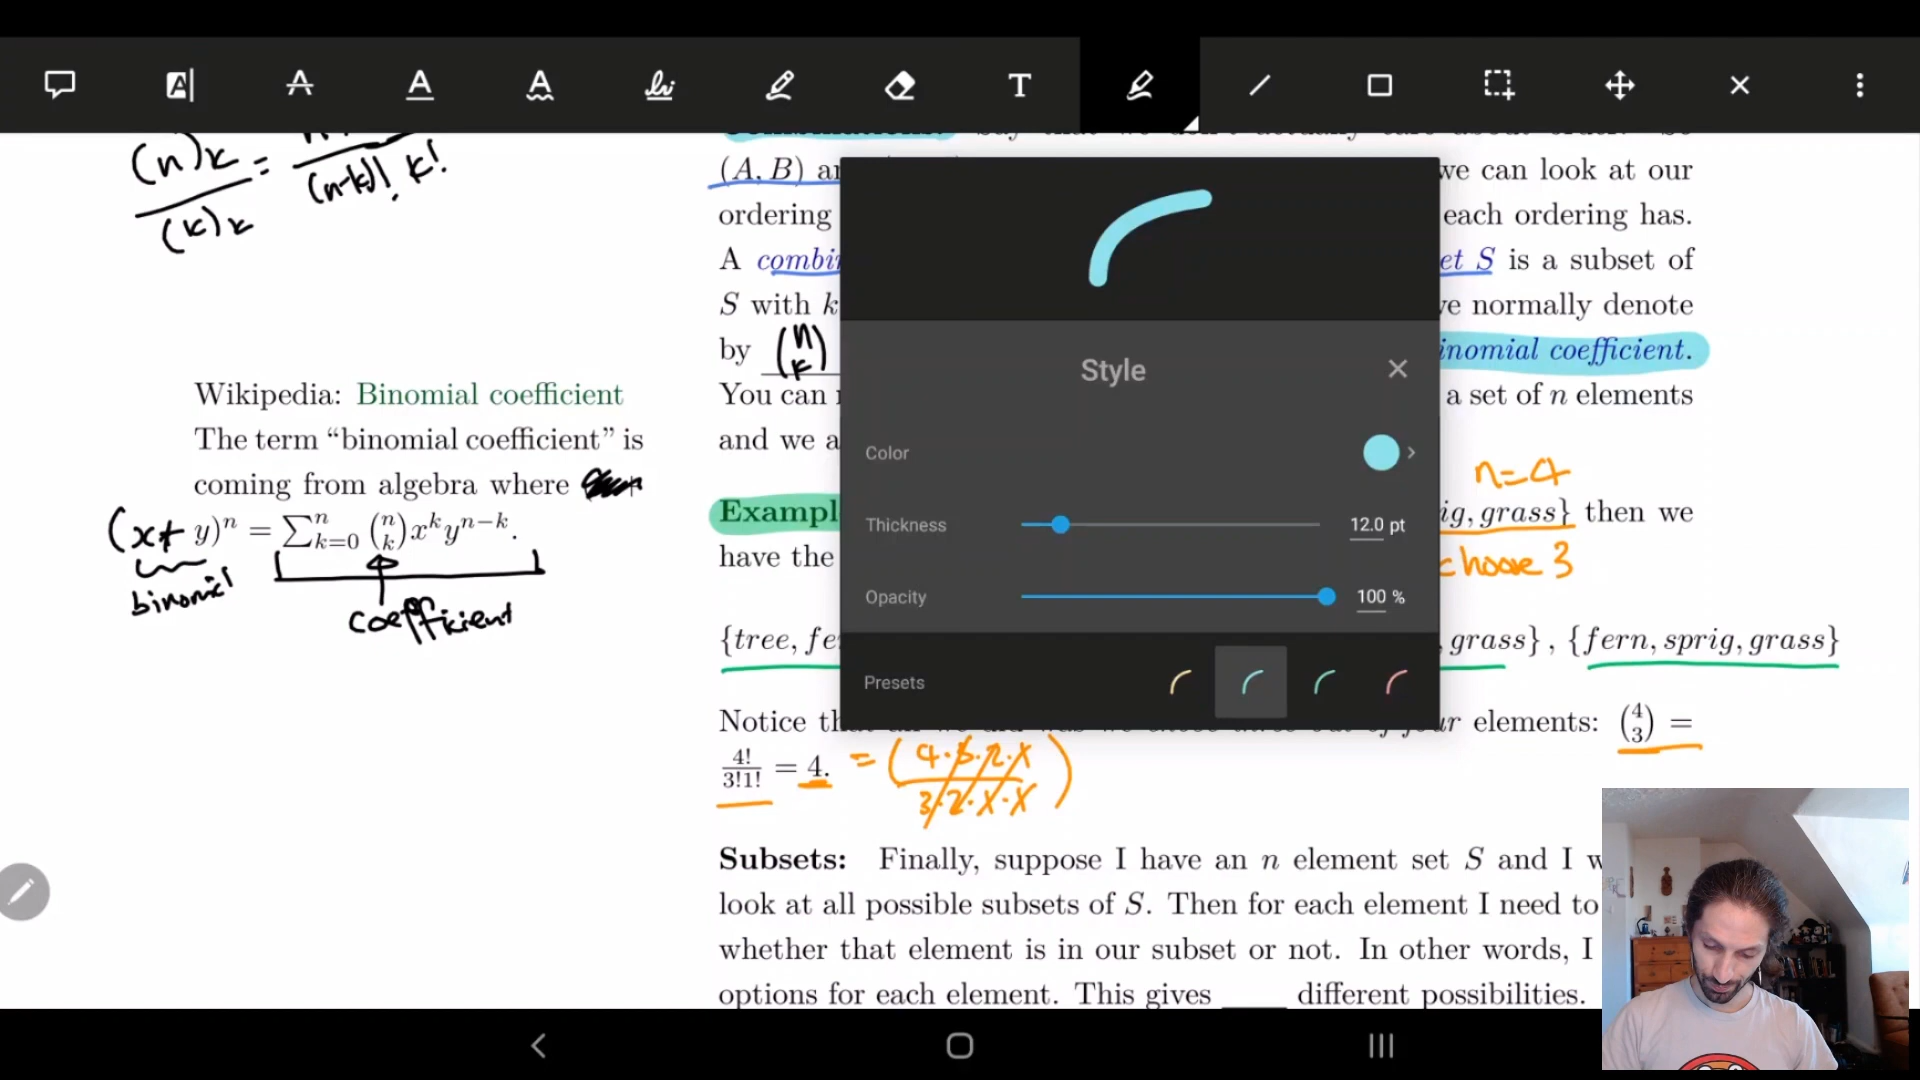 (n)k / (k)k = / (n-k)! k!
(A, B)
we can look at our
ordering
each ordering has.
A combi
et S is a subset of
S with k
we normally denote
by (n k)
inomial coefficient.
You can
a set of n elements
and we a
Wikipedia: Binomial coefficient
The term “binomial coefficient” is
coming from algebra where
(x+ y)^n = ∑_{k=0}^n (n k) x^k y^{n−k}.
binomial
coefficient
Style
Color
Thickness
12.0 pt
Opacity
100 %
Presets
n=4
Exampl
ig, grass} then we
have the
choose 3
{tree, fe
grass} , {fern, sprig, grass}
Notice th
elements: (4 3) =
4!/3!1! = 4. = (4·3·2·1 / 3·2·1·1)
Subsets: Finally, suppose I have an n element set S and I w
look at all possible subsets of S. Then for each element I need to
whether that element is in our subset or not. In other words, I
options for each element. This gives ____ different possibilities.